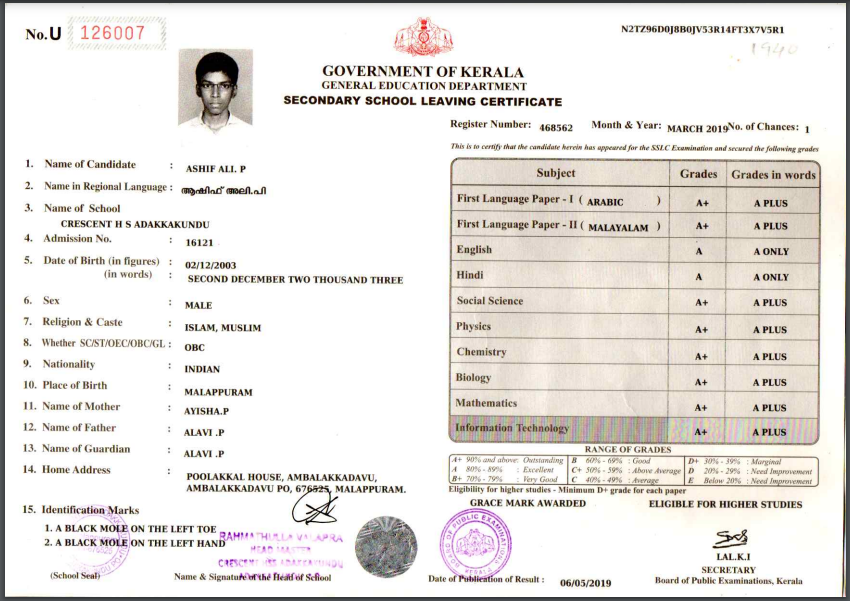 No. U 126007
N2TZ96D0J8B0JV53R14FT3X7V5R1
1940
GOVERNMENT OF KERALA
GENERAL EDUCATION DEPARTMENT
SECONDARY SCHOOL LEAVING CERTIFICATE
Register Number: 468562 Month & Year: MARCH 2019 No. of Chances: 1
This is to certify that the candidate herein has appeared for the SSLC Examination and secured the following grades
1. Name of Candidate : ASHIF ALI. P
2. Name in Regional Language : ആഷിഫ് അലി.പി
3. Name of School
CRESCENT H S ADAKKAKUNDU
4. Admission No. : 16121
5. Date of Birth (in figures) : 02/12/2003
(in words) : SECOND DECEMBER TWO THOUSAND THREE
6. Sex : MALE
7. Religion & Caste : ISLAM, MUSLIM
8. Whether SC/ST/OEC/OBC/GL : OBC
9. Nationality : INDIAN
10. Place of Birth : MALAPPURAM
11. Name of Mother : AYISHA.P
12. Name of Father : ALAVI .P
13. Name of Guardian : ALAVI .P
14. Home Address : POOLAKKAL HOUSE, AMBALAKKADAVU,
AMBALAKKADAVU PO, 676525, MALAPPURAM.
15. Identification Marks
1. A BLACK MOLE ON THE LEFT TOE
2. A BLACK MOLE ON THE LEFT HAND
RAHMATHULLA VALAPRA
HEAD MASTER
CRESCENT HSS ADAKKAKUNDU
(School Seal) Name & Signature of the Head of School
Subject Grades Grades in words
First Language Paper - I ( ARABIC ) A+ A PLUS
First Language Paper - II ( MALAYALAM ) A+ A PLUS
English A A ONLY
Hindi A A ONLY
Social Science A+ A PLUS
Physics A+ A PLUS
Chemistry A+ A PLUS
Biology A+ A PLUS
Mathematics A+ A PLUS
Information Technology A+ A PLUS
RANGE OF GRADES
A+ 90% and above: Outstanding B 60% - 69% : Good D+ 30% - 39% : Marginal
A 80% - 89% : Excellent C+ 50% - 59% : Above Average D 20% - 29% : Need Improvement
B+ 70% - 79% : Very Good C 40% - 49% : Average E Below 20% : Need Improvement
Eligibility for higher studies - Minimum D+ grade for each paper
GRACE MARK AWARDED ELIGIBLE FOR HIGHER STUDIES
OF PUBLIC EXAMINATIONS
KERALA
LAL.K.I
SECRETARY
Date of Publication of Result : 06/05/2019 Board of Public Examinations, Kerala